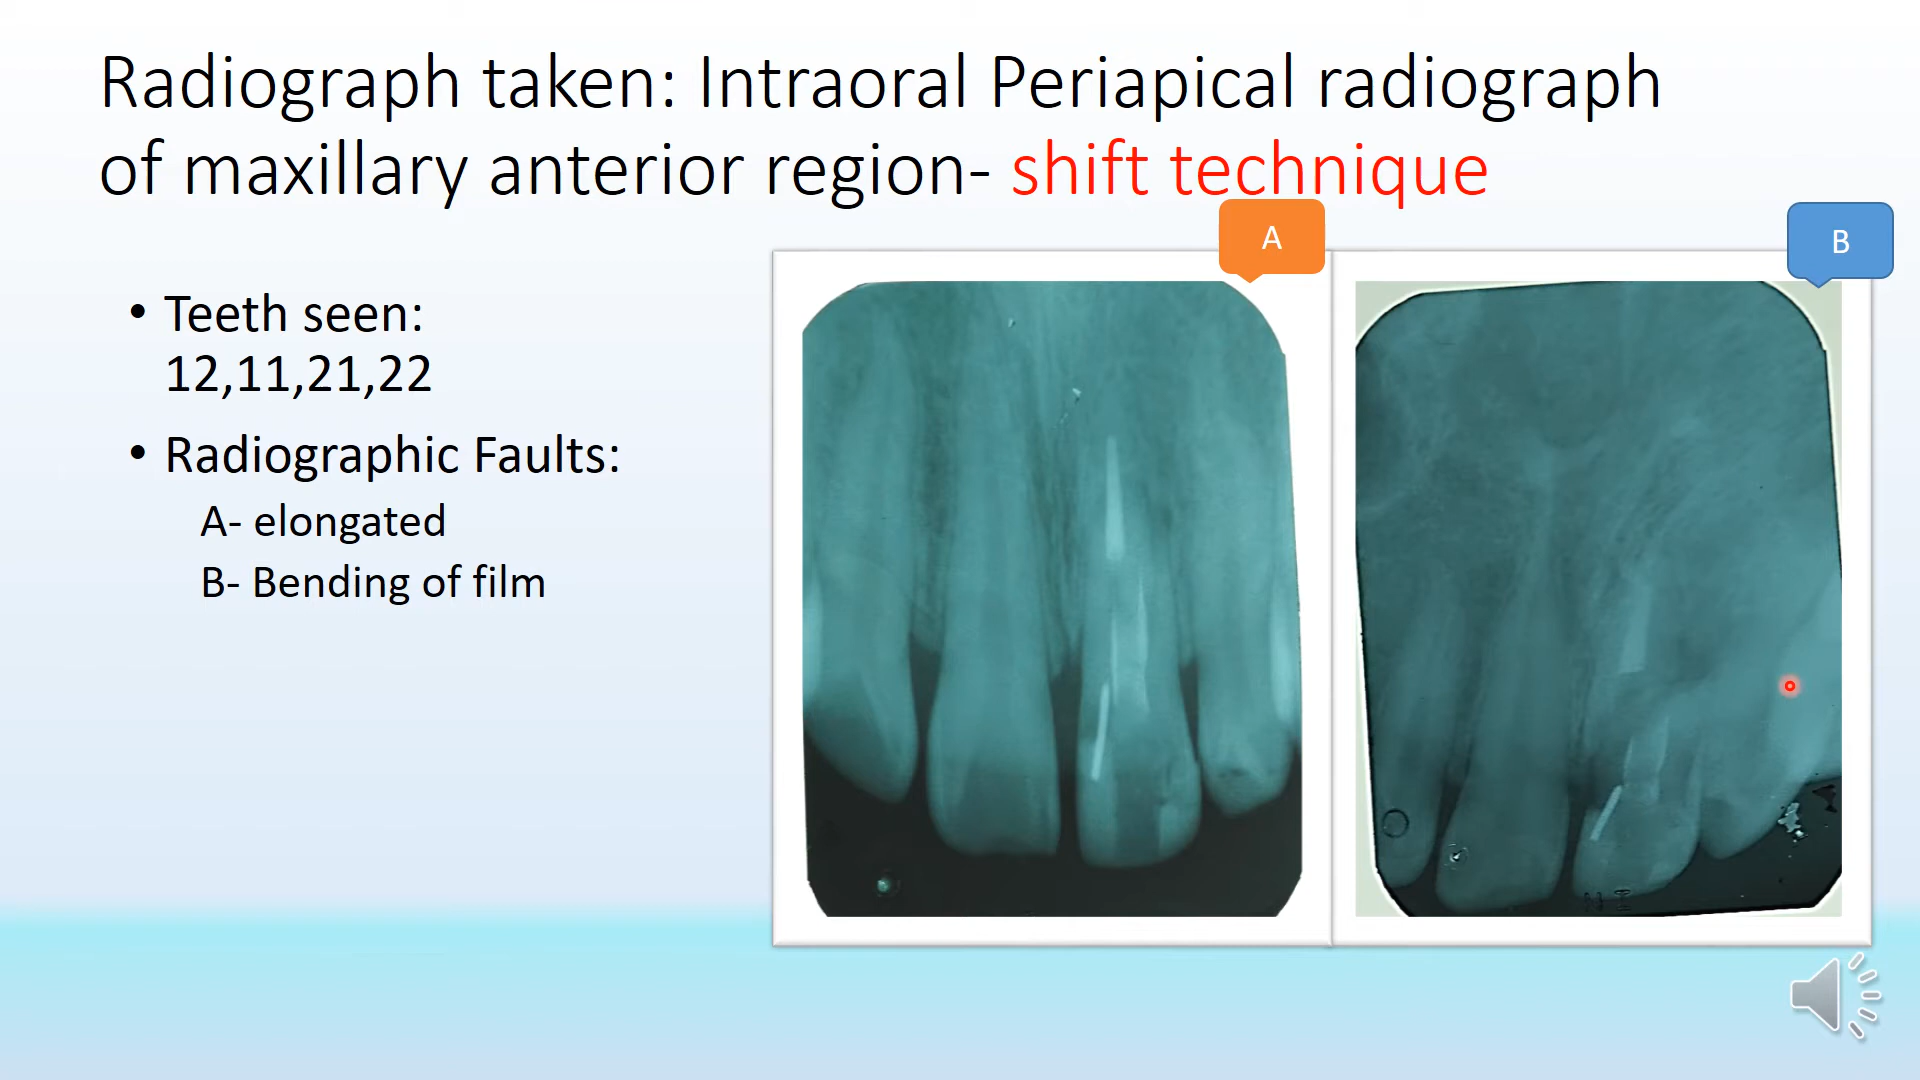 Radiograph taken: Intraoral Periapical radiograph
of maxillary anterior region- shift technique
A
B
• Teeth seen:
12,11,21,22
• Radiographic Faults:
A- elongated
B- Bending of film